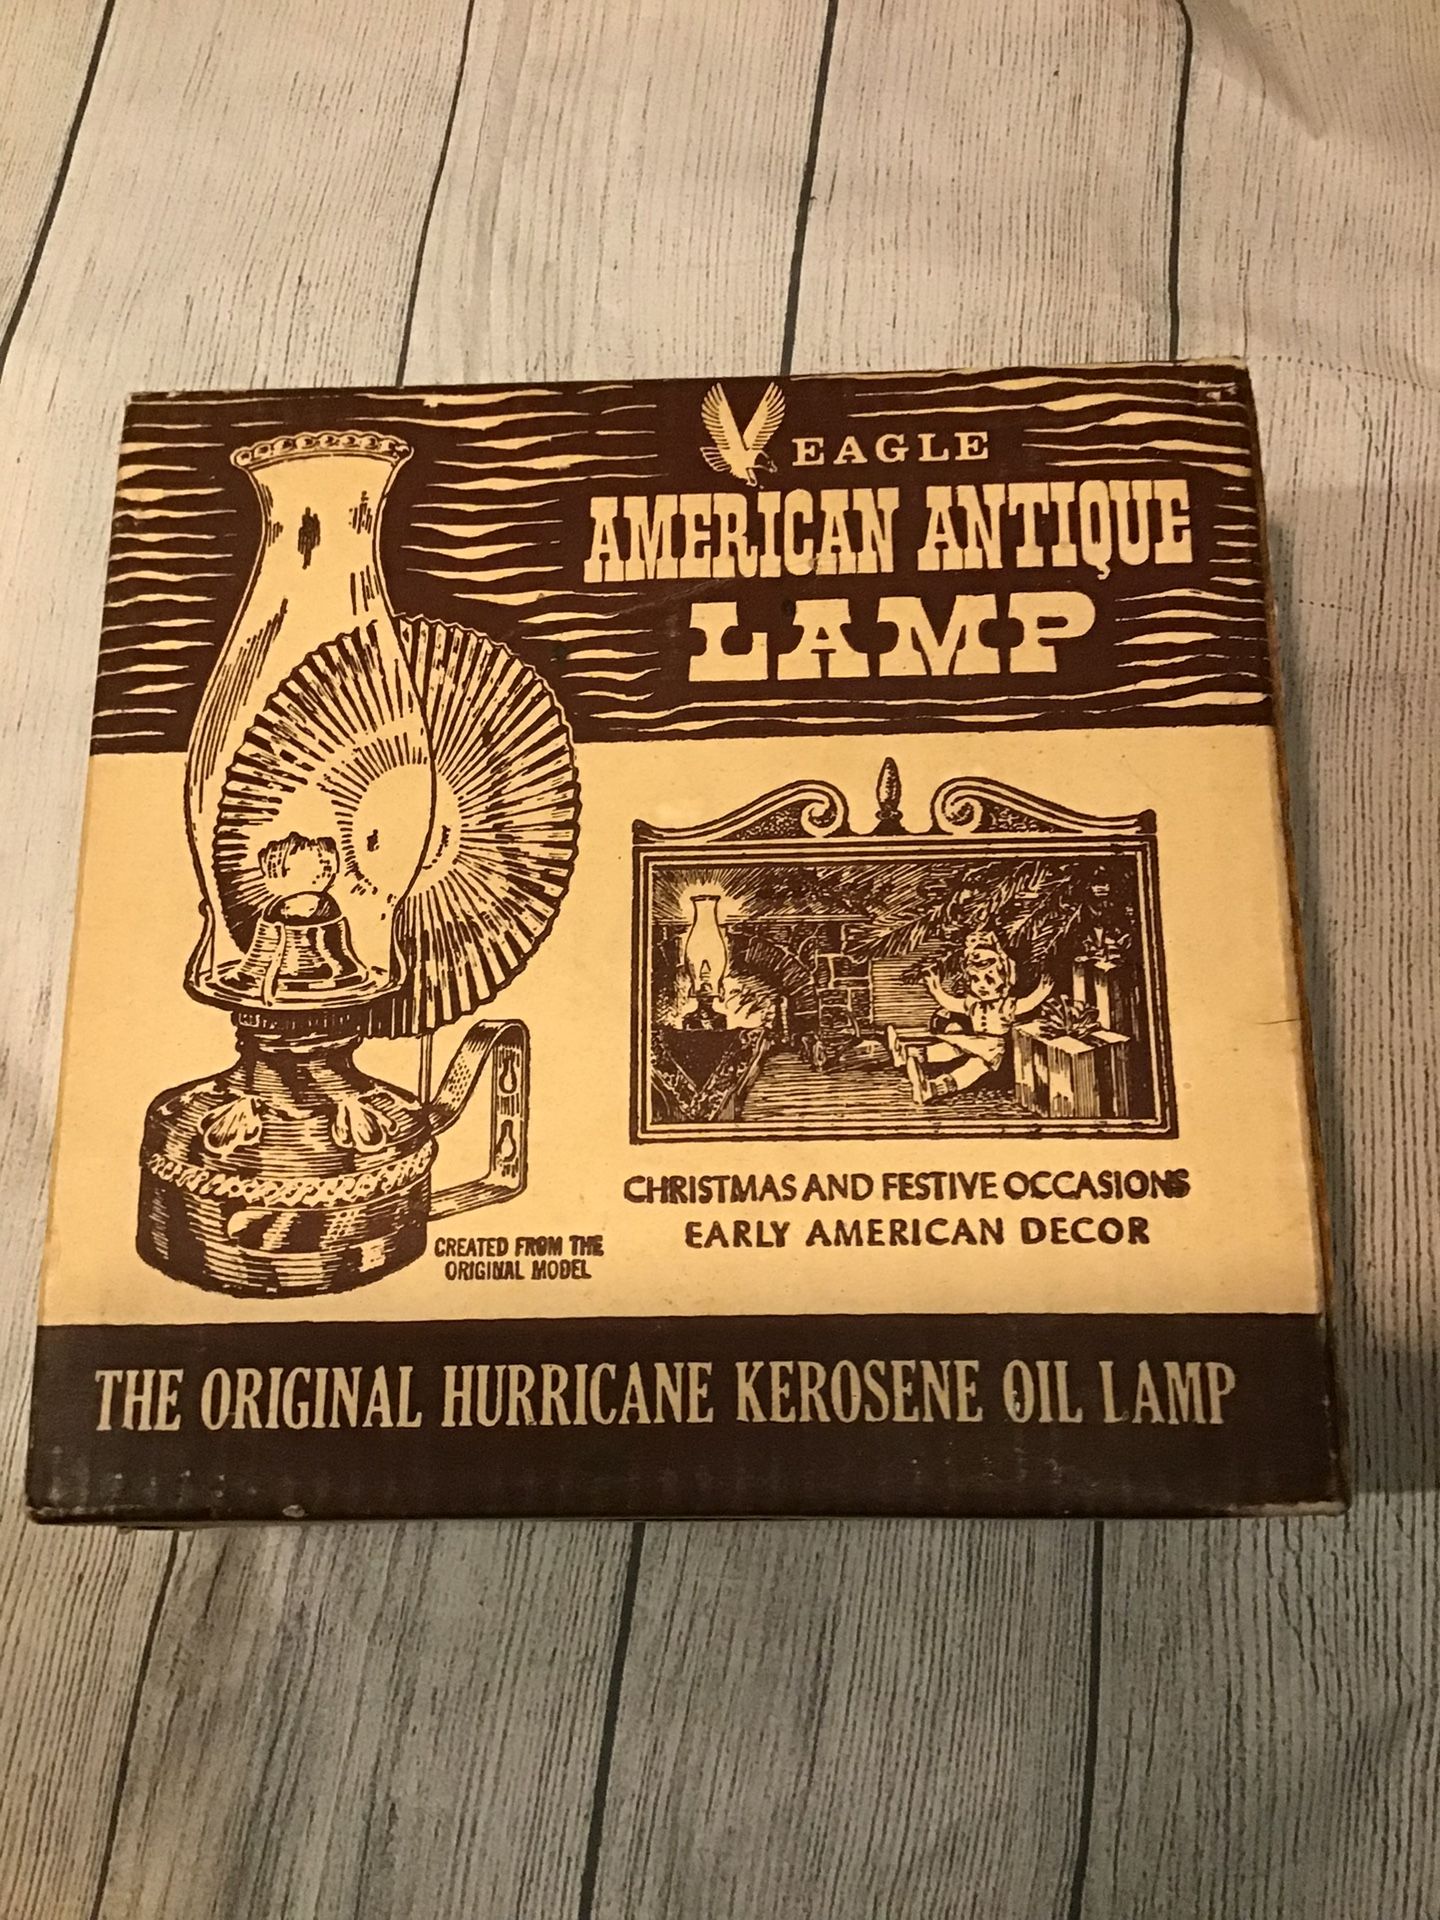 EAGLE
AMERICAN ANTIQUE
LAMP
CHRISTMAS AND FESTIVE OCCASIONS
EARLY AMERICAN DECOR
CREATED FROM THE
ORIGINAL MODEL
THE ORIGINAL HURRICANE KEROSENE OIL LAMP